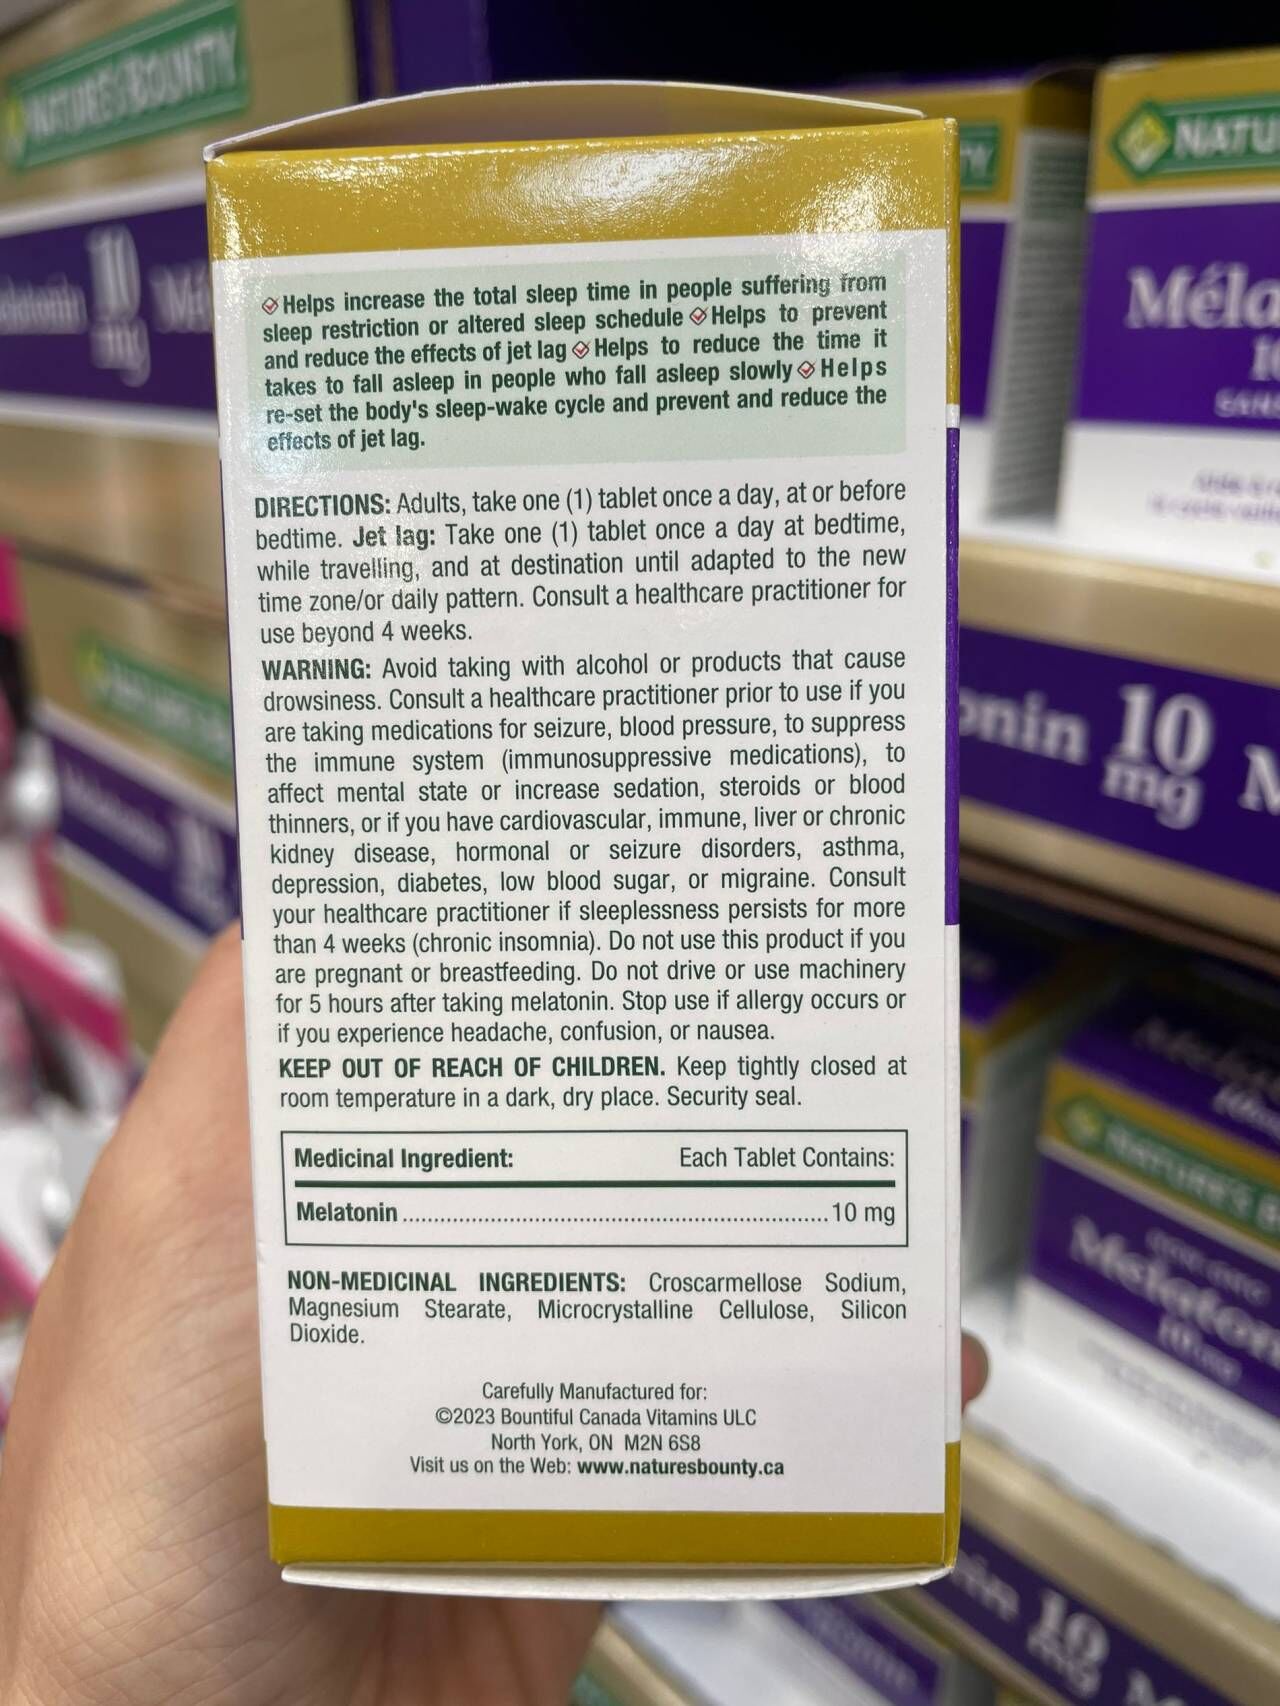 NATURE'S BOUNTY
10
mg
NATU
Méla
✓ Helps increase the total sleep time in people suffering from
sleep restriction or altered sleep schedule ✓ Helps to prevent
and reduce the effects of jet lag ✓ Helps to reduce the time it
takes to fall asleep in people who fall asleep slowly ✓ Helps
re-set the body's sleep-wake cycle and prevent and reduce the
effects of jet lag.
DIRECTIONS: Adults, take one (1) tablet once a day, at or before
bedtime. Jet lag: Take one (1) tablet once a day at bedtime,
while travelling, and at destination until adapted to the new
time zone/or daily pattern. Consult a healthcare practitioner for
use beyond 4 weeks.
WARNING: Avoid taking with alcohol or products that cause
drowsiness. Consult a healthcare practitioner prior to use if you
are taking medications for seizure, blood pressure, to suppress
the immune system (immunosuppressive medications), to
affect mental state or increase sedation, steroids or blood
thinners, or if you have cardiovascular, immune, liver or chronic
kidney disease, hormonal or seizure disorders, asthma,
depression, diabetes, low blood sugar, or migraine. Consult
your healthcare practitioner if sleeplessness persists for more
than 4 weeks (chronic insomnia). Do not use this product if you
are pregnant or breastfeeding. Do not drive or use machinery
for 5 hours after taking melatonin. Stop use if allergy occurs or
if you experience headache, confusion, or nausea.
KEEP OUT OF REACH OF CHILDREN. Keep tightly closed at
room temperature in a dark, dry place. Security seal.
Medicinal Ingredient: Each Tablet Contains:
Melatonin ........ 10 mg
NON-MEDICINAL INGREDIENTS: Croscarmellose Sodium,
Magnesium Stearate, Microcrystalline Cellulose, Silicon
Dioxide.
Carefully Manufactured for:
©2023 Bountiful Canada Vitamins ULC
North York, ON M2N 6S8
Visit us on the Web: www.naturesbounty.ca
onin 10 mg M
NATURE'S B
Melaton
10 mg
10
mg